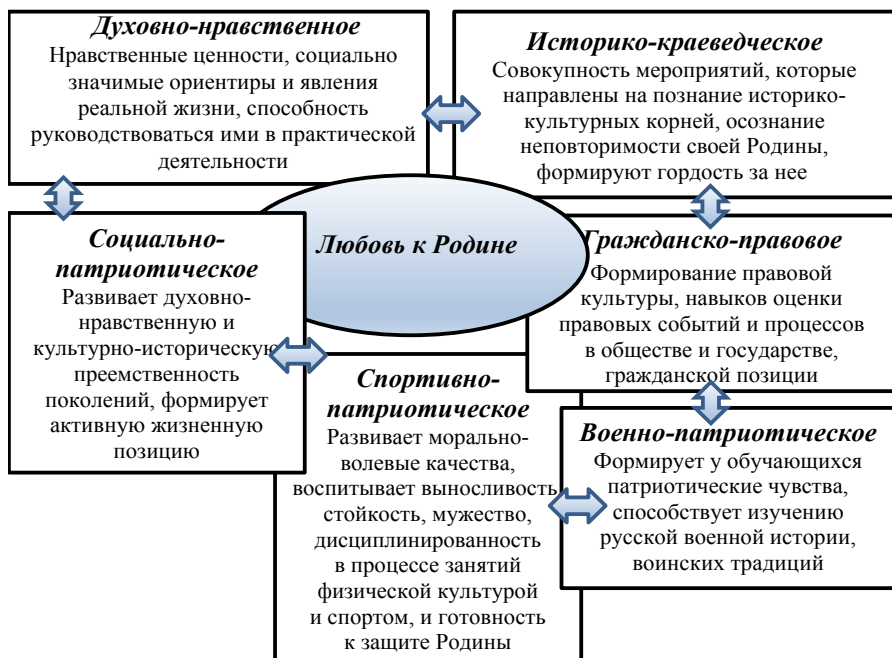 Духовно-нравственное
Нравственные ценности, социально
значимые ориентиры и явления
реальной жизни, способность
руководствоваться ими в практической
деятельности
Историко-краеведческое
Совокупность мероприятий, которые
направлены на познание историко-
культурных корней, осознание
неповторимости своей Родины,
формируют гордость за нее
Любовь к Родине
Социально-
патриотическое
Развивает духовно-
нравственную и
культурно-историческую
преемственность
поколений, формирует
активную жизненную
позицию
Гражданско-правовое
Формирование правовой
культуры, навыков оценки
правовых событий и процессов
в обществе и государстве,
гражданской позиции
Спортивно-
патриотическое
Развивает морально-
волевые качества,
воспитывает выносливость
стойкость, мужество,
дисциплинированность
в процессе занятий
физической культурой
и спортом, и готовность
к защите Родины
Военно-патриотическое
Формирует у обучающихся
патриотические чувства,
способствует изучению
русской военной истории,
воинских традиций